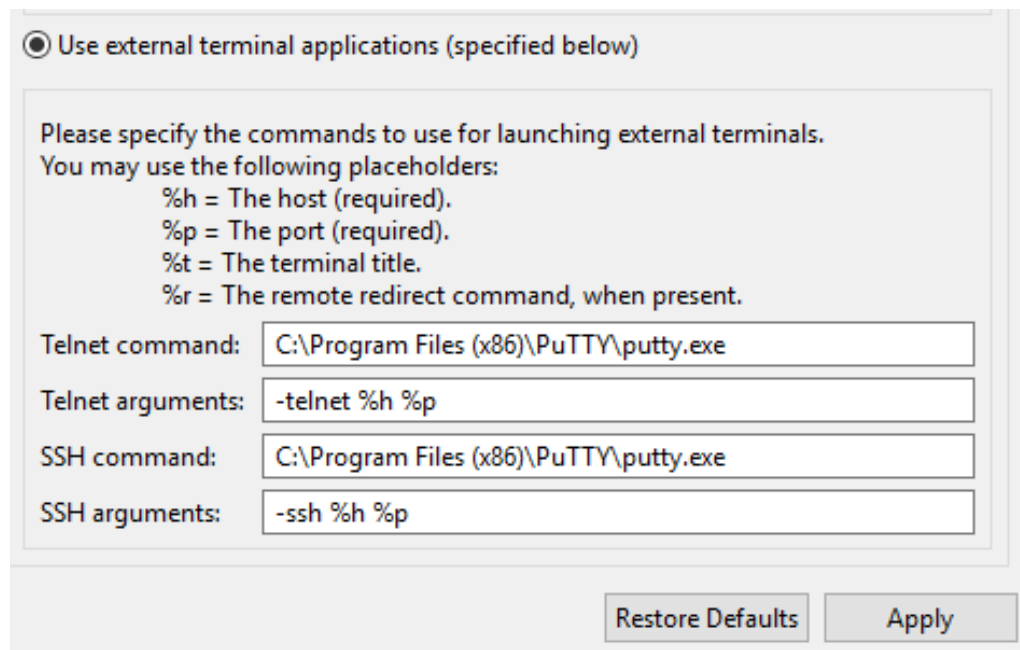 Use external terminal applications (specified below)
Please specify the commands to use for launching external terminals.
You may use the following placeholders:
%h = The host (required).
%p = The port (required).
%t = The terminal title.
%r = The remote redirect command, when present.
Telnet command: C:\Program Files (x86)\PuTTY\putty.exe
Telnet arguments: -telnet %h %p
SSH command: C:\Program Files (x86)\PuTTY\putty.exe
SSH arguments: -ssh %h %p
Restore Defaults Apply